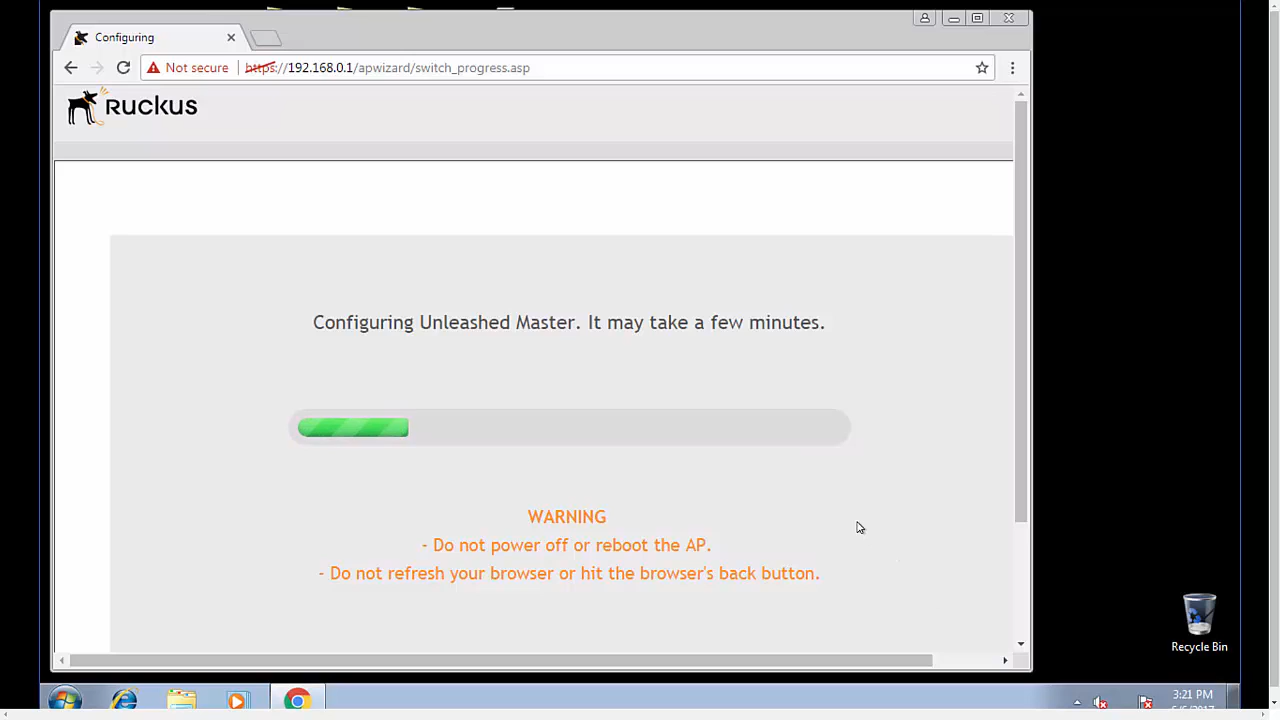 Configuring
Not secure https://192.168.0.1/apwizard/switch_progress.asp
RUCKUS
Configuring Unleashed Master. It may take a few minutes.
WARNING
- Do not power off or reboot the AP.
- Do not refresh your browser or hit the browser's back button.
Recycle Bin
3:21 PM